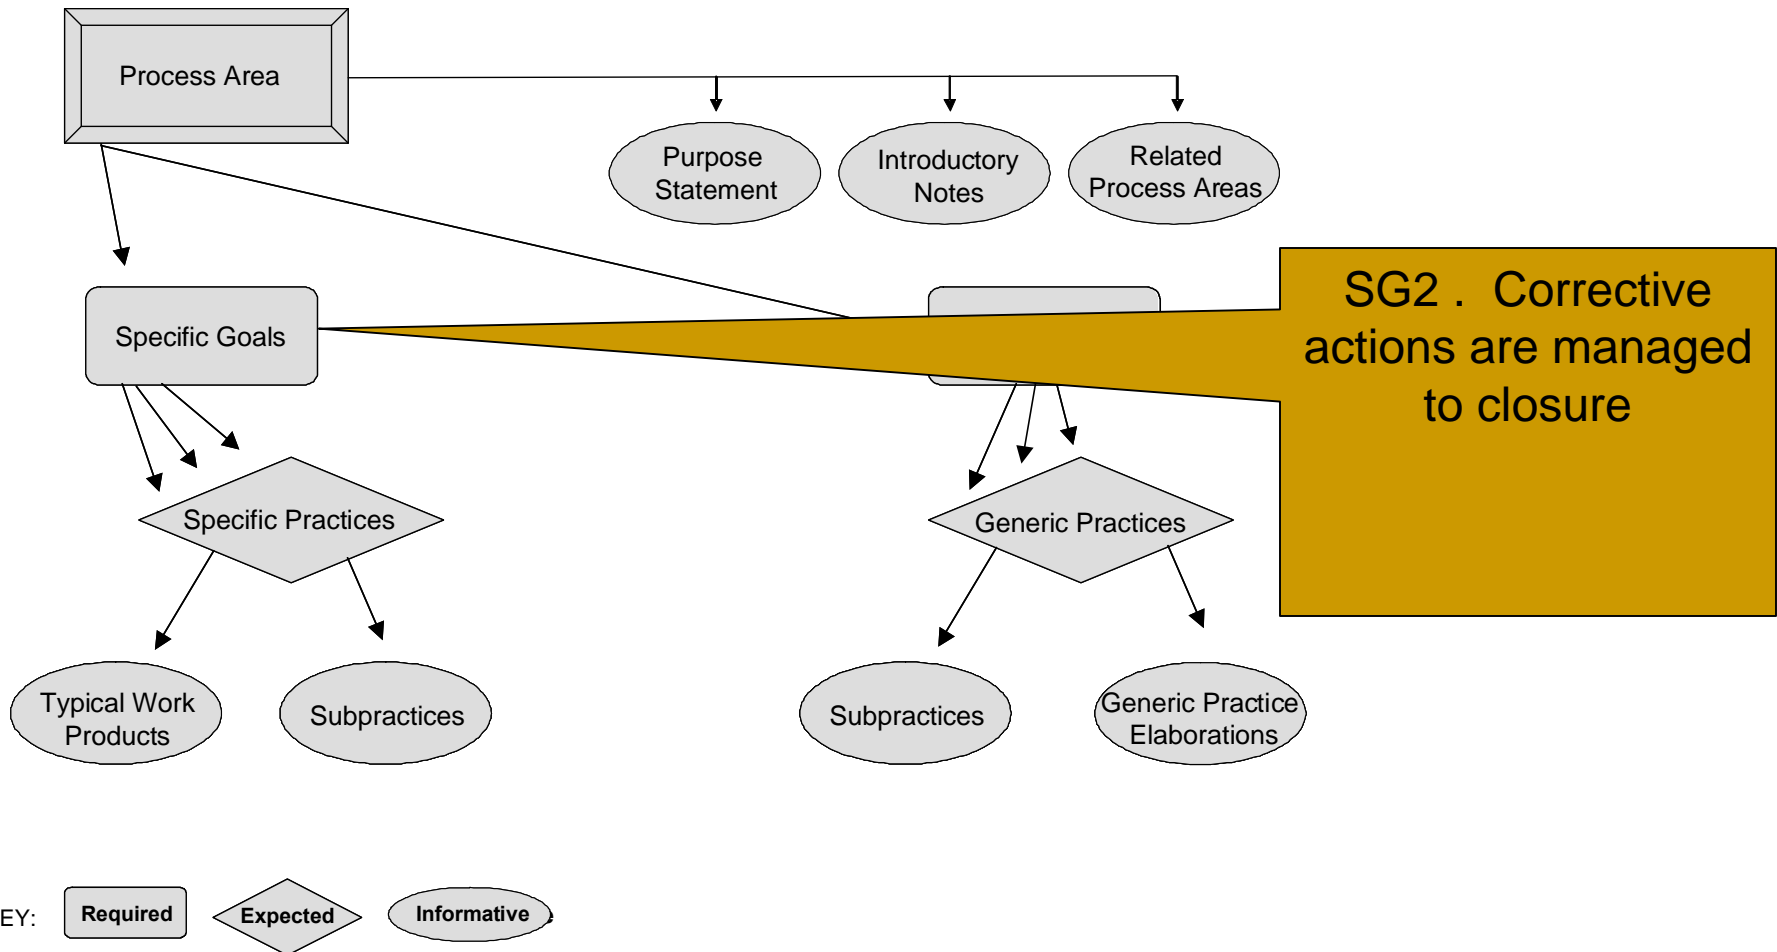 Process Area
Purpose
Statement
Introductory
Notes
Related
Process Areas
SG2 .  Corrective
actions are managed
to closure
Specific Goals
Specific Practices
Generic Practices
Typical Work
Products
Subpractices
Subpractices
Generic Practice
Elaborations
EY:
Required
Expected
Informative